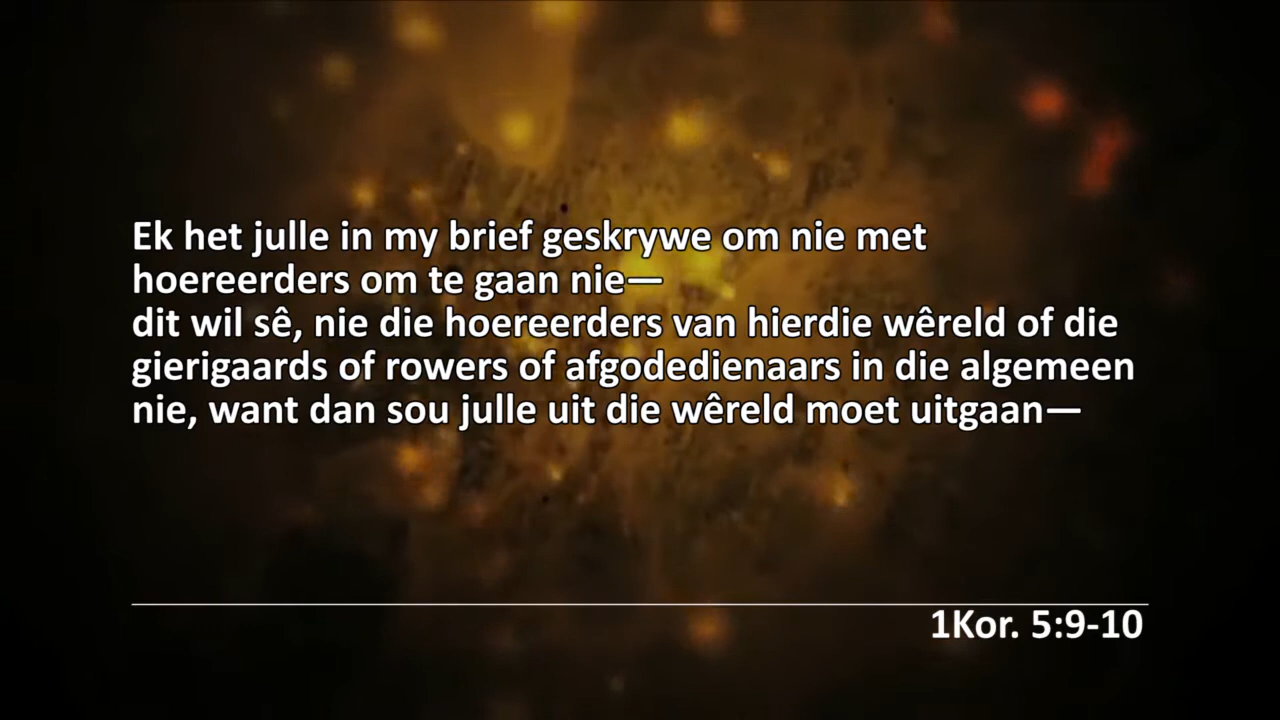 Ek het julle in my brief geskrywe om nie met
hoereerders om te gaan nie—
dit wil sê, nie die hoereerders van hierdie wêreld of die
gierigaards of rowers of afgodedienaars in die algemeen
nie, want dan sou julle uit die wêreld moet uitgaan—
1Kor. 5:9-10